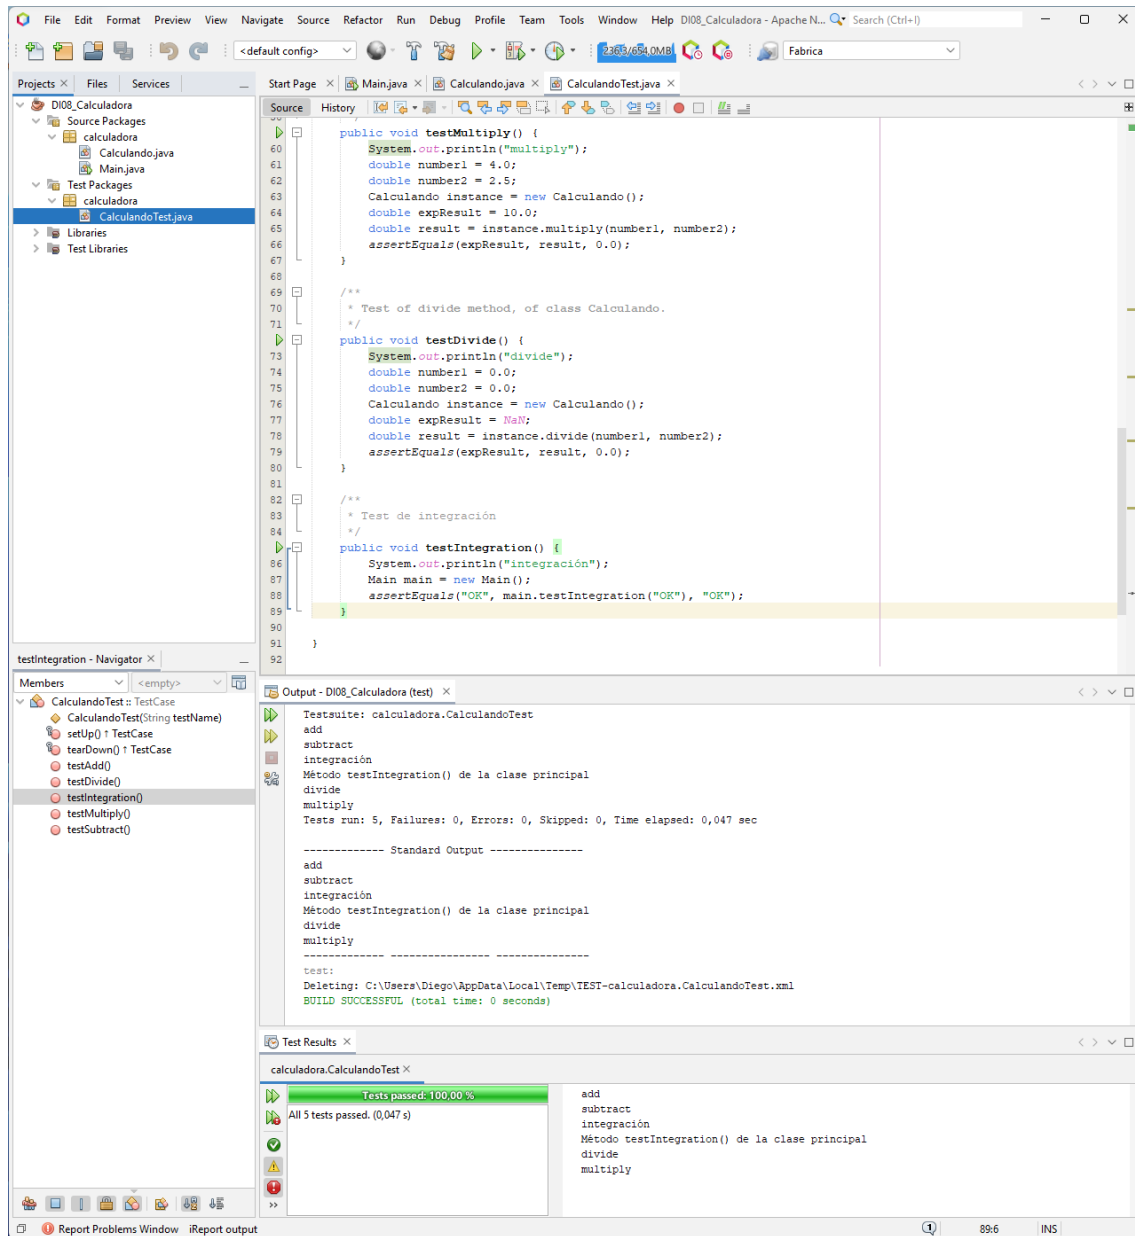 File Edit Format Preview View Navigate Source Refactor Run Debug Profile Team Tools Window Help DI08_Calculadora - Apache N... Search (Ctrl+I)
<default config> 236,3/654,0MB Fabrica
Projects Files Services
DI08_Calculadora
Source Packages
calculadora
Calculando.java
Main.java
Test Packages
calculadora
CalculandoTest.java
Libraries
Test Libraries
Start Page Main.java Calculando.java CalculandoTest.java
Source History
public void testMultiply() {
60 System.out.println("multiply");
61 double number1 = 4.0;
62 double number2 = 2.5;
63 Calculando instance = new Calculando();
64 double expResult = 10.0;
65 double result = instance.multiply(number1, number2);
66 assertEquals(expResult, result, 0.0);
67 }
68
69 /**
70 * Test of divide method, of class Calculando.
71 */
public void testDivide() {
73 System.out.println("divide");
74 double number1 = 0.0;
75 double number2 = 0.0;
76 Calculando instance = new Calculando();
77 double expResult = NaN;
78 double result = instance.divide(number1, number2);
79 assertEquals(expResult, result, 0.0);
80 }
81
82 /**
83 * Test de integración
84 */
public void testIntegration() {
86 System.out.println("integración");
87 Main main = new Main();
88 assertEquals("OK", main.testIntegration("OK"), "OK");
89 }
90
91 }
92
testIntegration - Navigator
Members <empty>
CalculandoTest :: TestCase
CalculandoTest(String testName)
setUp() ↑ TestCase
tearDown() ↑ TestCase
testAdd()
testDivide()
testIntegration()
testMultiply()
testSubtract()
Output - DI08_Calculadora (test)
Testsuite: calculadora.CalculandoTest
add
subtract
integración
Método testIntegration() de la clase principal
divide
multiply
Tests run: 5, Failures: 0, Errors: 0, Skipped: 0, Time elapsed: 0,047 sec
------------- Standard Output ---------------
add
subtract
integración
Método testIntegration() de la clase principal
divide
multiply
------------- ---------------- ---------------
test:
Deleting: C:\Users\Diego\AppData\Local\Temp\TEST-calculadora.CalculandoTest.xml
BUILD SUCCESSFUL (total time: 0 seconds)
Test Results
calculadora.CalculandoTest
Tests passed: 100,00 %
All 5 tests passed. (0,047 s)
add
subtract
integración
Método testIntegration() de la clase principal
divide
multiply
Report Problems Window iReport output 1 89:6 INS